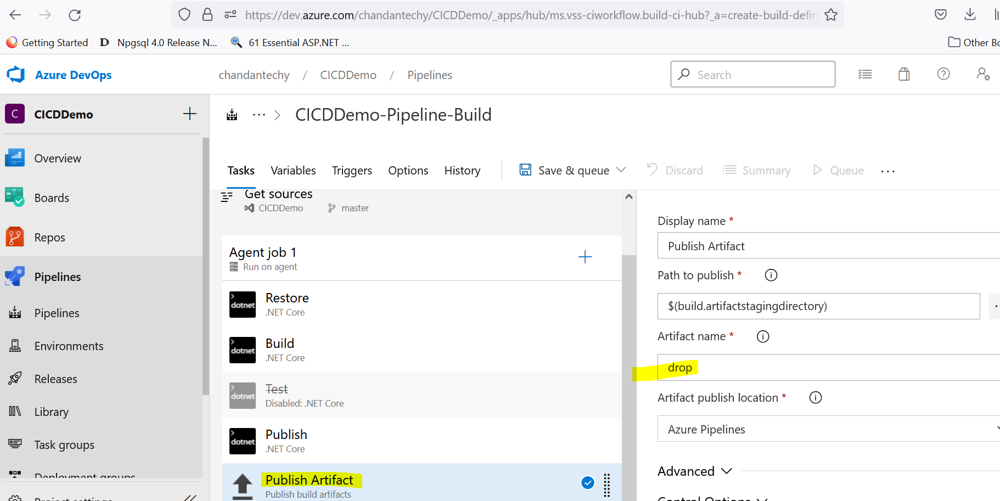 https://dev.azure.com/chandantechy/CICDDemo/_apps/hub/ms.vss-ciworkflow.build-ci-hub?_a=create-build-defin
Getting Started
D Npgsql 4.0 Release N...
61 Essential ASP.NET ...
Other Bo
Azure DevOps
chandantechy / CICDDemo / Pipelines
Search
C CICDDemo
Overview
Boards
Repos
Pipelines
Pipelines
Environments
Releases
Library
Task groups
Deployment groups
Project settings
... > CICDDemo-Pipeline-Build
Tasks Variables Triggers Options History Save & queue Discard Summary Queue ...
Get sources
CICDDemo master
Agent job 1
Run on agent
>dotnet
Restore
.NET Core
>dotnet
Build
.NET Core
>dotnet
Test
Disabled: .NET Core
>dotnet
Publish
.NET Core
Publish Artifact
Publish build artifacts
Display name *
Publish Artifact
Path to publish *
$(build.artifactstagingdirectory)
Artifact name *
drop
Artifact publish location *
Azure Pipelines
Advanced
Control Options